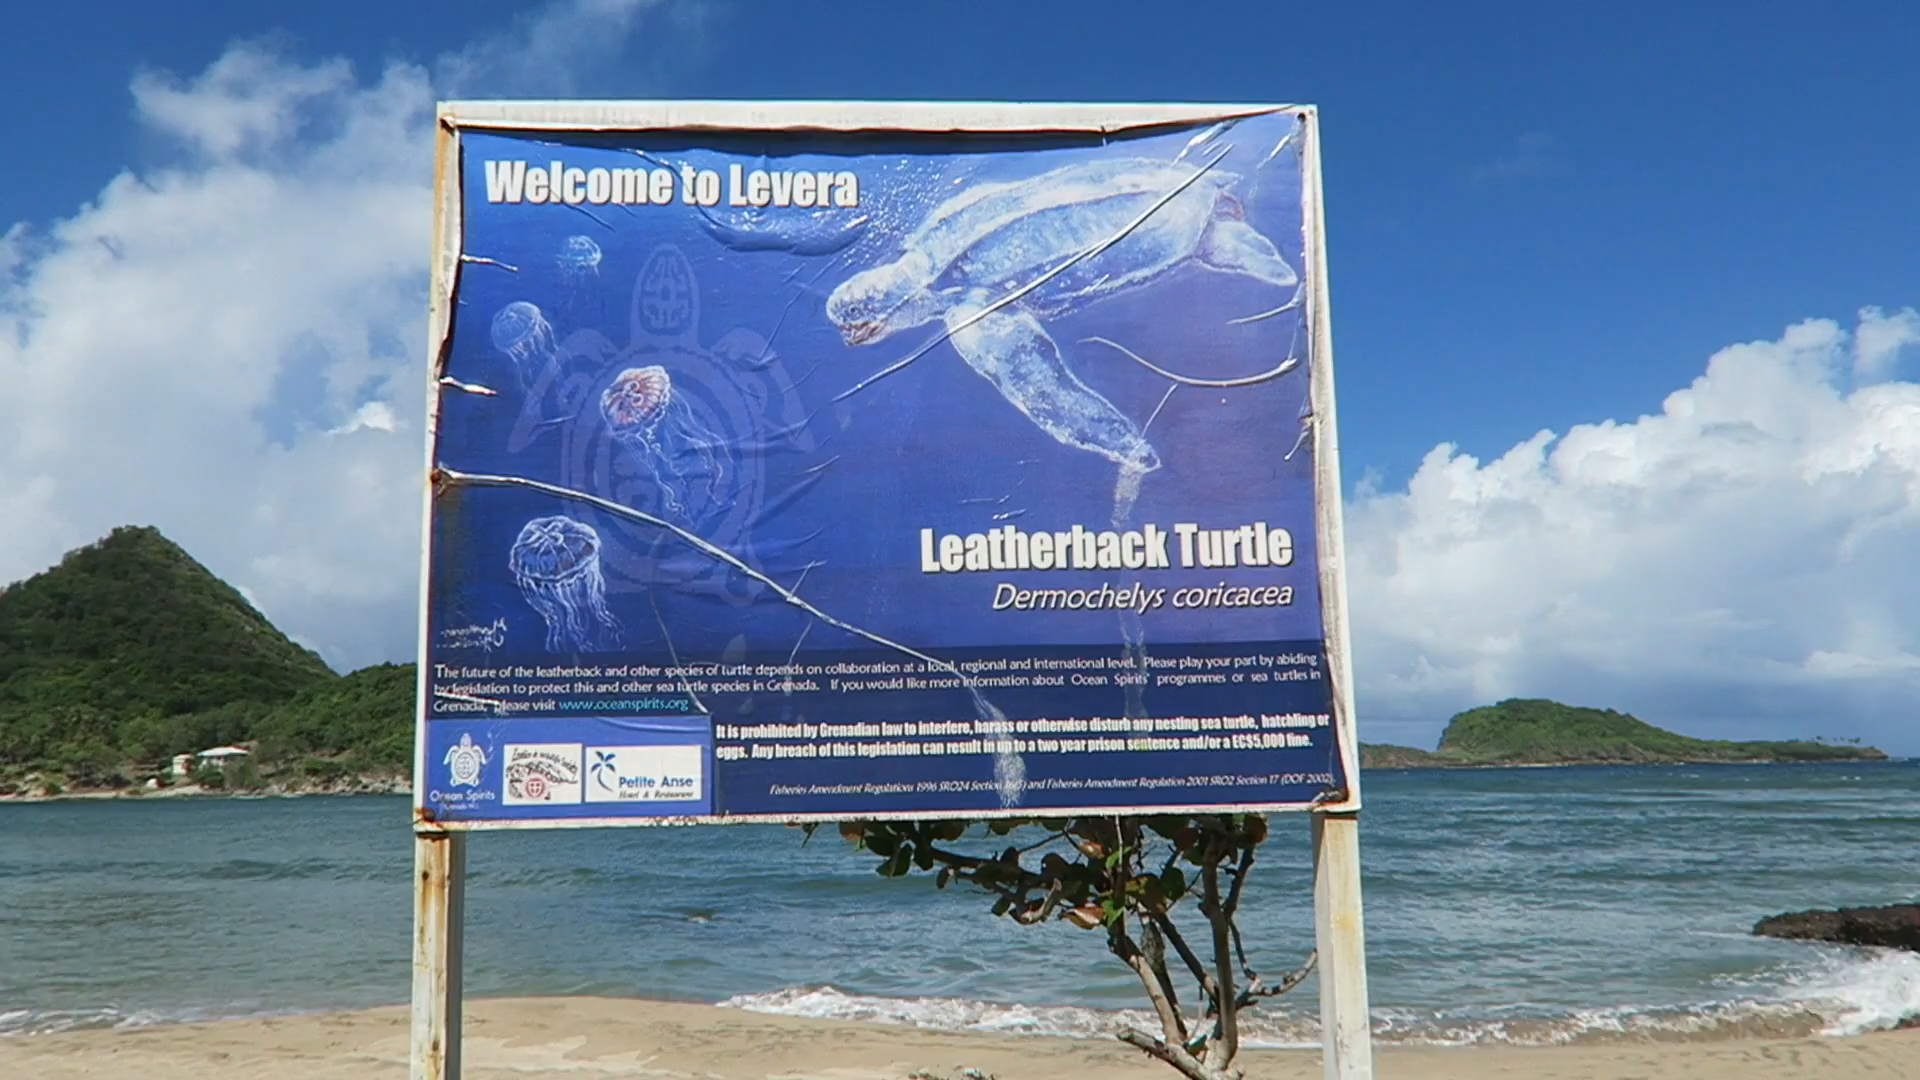 Welcome to Levera
Leatherback Turtle
Dermochelys coricacea
The future of the leatherback and other species of turtle depends on collaboration at a local, regional and international level. Please play your part by abiding
by legislation to protect this and other sea turtle species in Grenada. If you would like more information about Ocean Spirits' programmes or sea turtles in
Grenada, please visit www.oceanspirits.org
It is prohibited by Grenadian law to interfere, harass or otherwise disturb any nesting sea turtle, hatchling or
eggs. Any breach of this legislation can result in up to a two year prison sentence and/or a EC$5,000 fine.
Fisheries Amendment Regulations 1996 SRO24 Section and Fisheries Amendment Regulation 2001 SRO2 Section 17 (DOF 2002).
Ocean Spirits
Petite Anse
Hotel & Restaurant